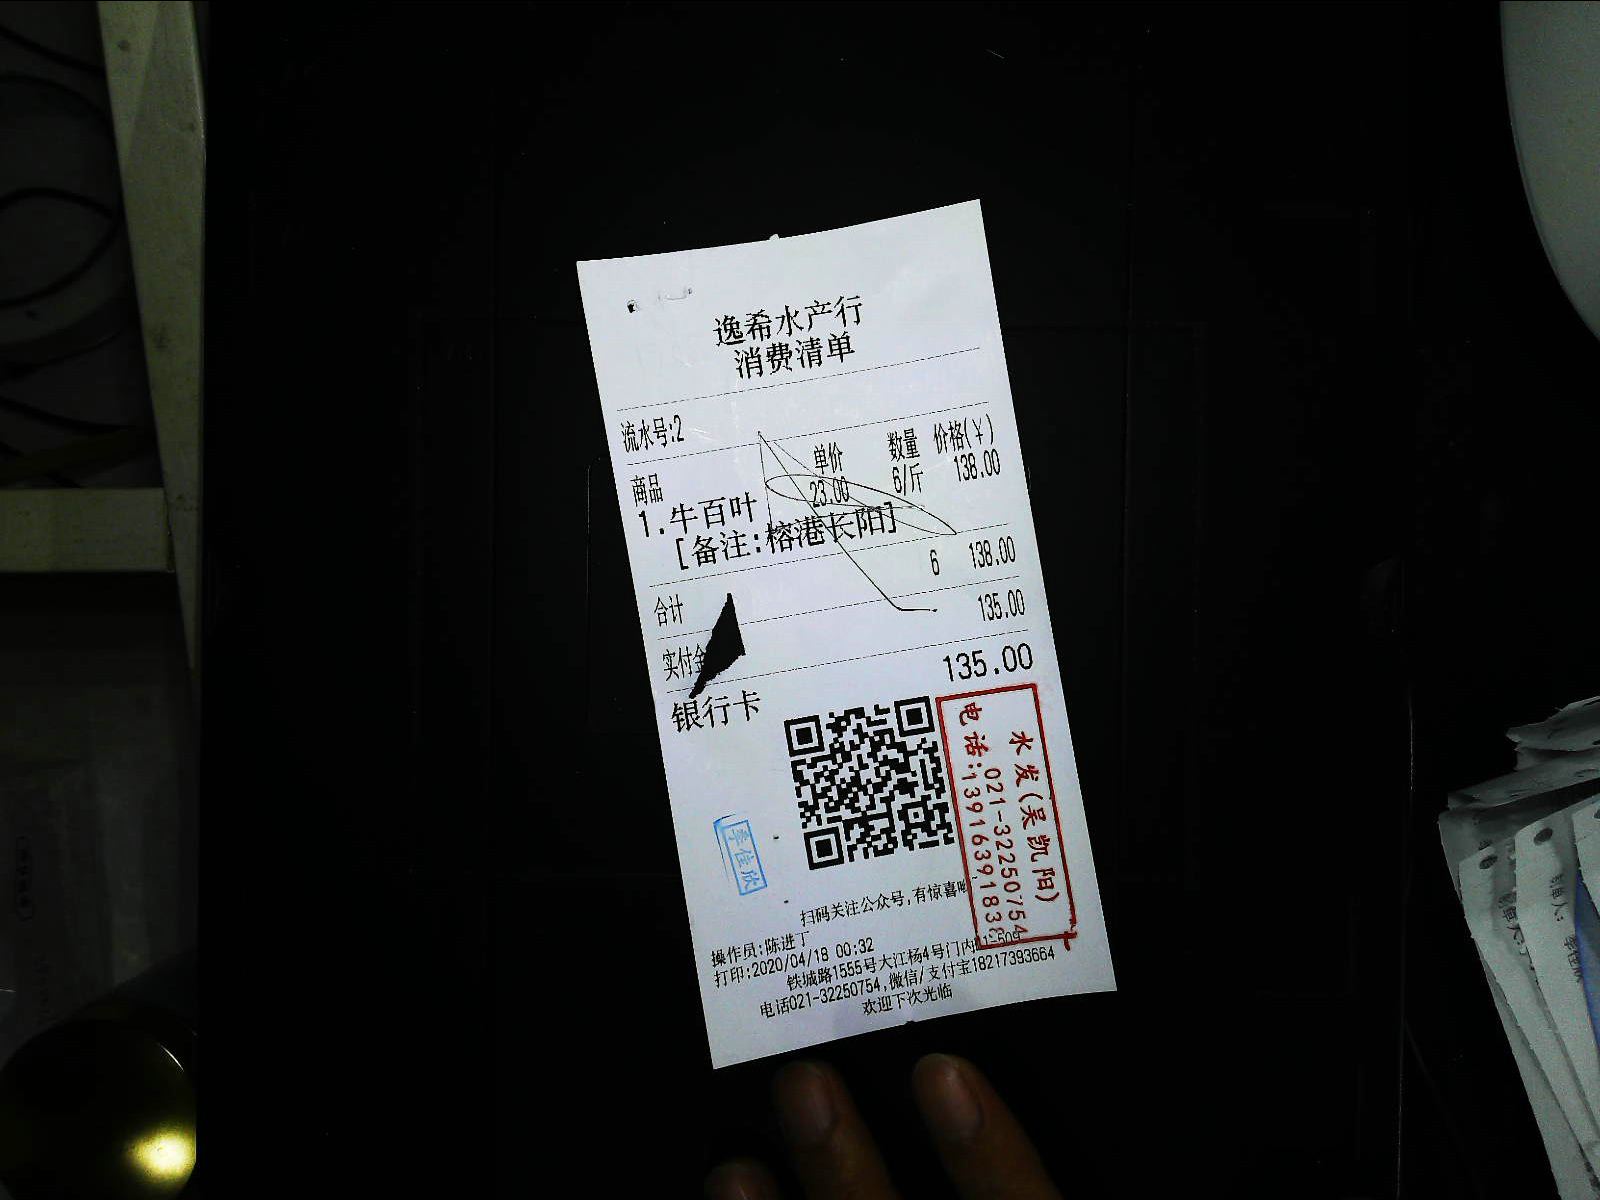 逸希水产行
消费清单
流水号:2
商品 单价 数量 价格(¥)
1.牛百叶 23.00 6/斤 138.00
[备注:榕港长阳]
合计 6 138.00
实付金 135.00
银行卡 135.00
水发(吴凯阳)
021-32250754
电话:13916391833
李佳欣
扫码关注公众号,有惊喜
操作员:陈进丁
打印:2020/04/18 00:32
铁城路1555号大江杨4号门内
电话021-32250754,微信/支付宝18217393664
欢迎下次光临